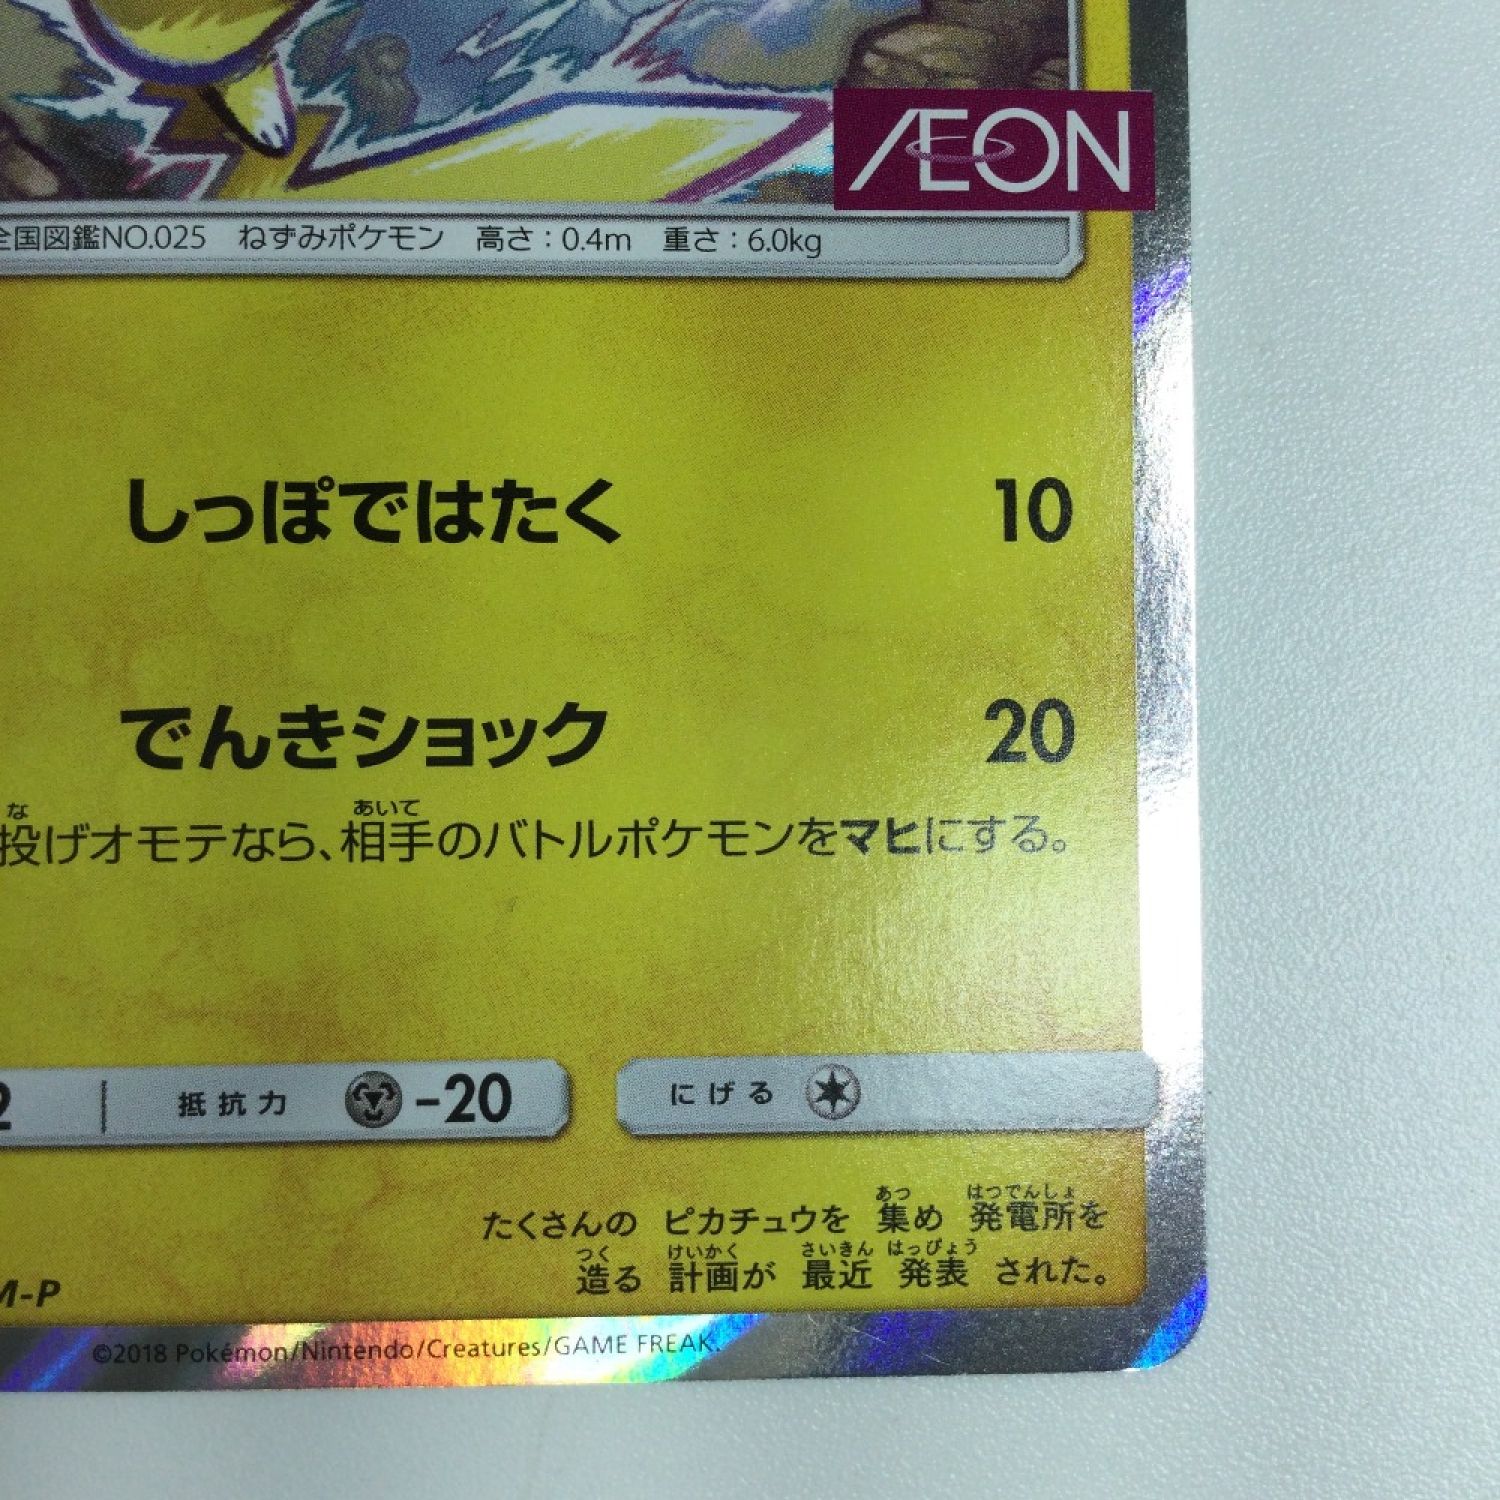 ÆON
全国図鑑NO.025 ねずみポケモン 高さ：0.4m 重さ：6.0kg
しっぽではたく 10
でんきショック 20
な あいて
投げオモテなら、相手のバトルポケモンをマヒにする。
2 抵抗力 -20 にげる
あつ はつでんしょ
たくさんの ピカチュウを 集め 発電所を
つく けいかく さいきん はっぴょう
造る 計画が 最近 発表 された。
M-P
©2018 Pokémon/Nintendo/Creatures/GAME FREAK.